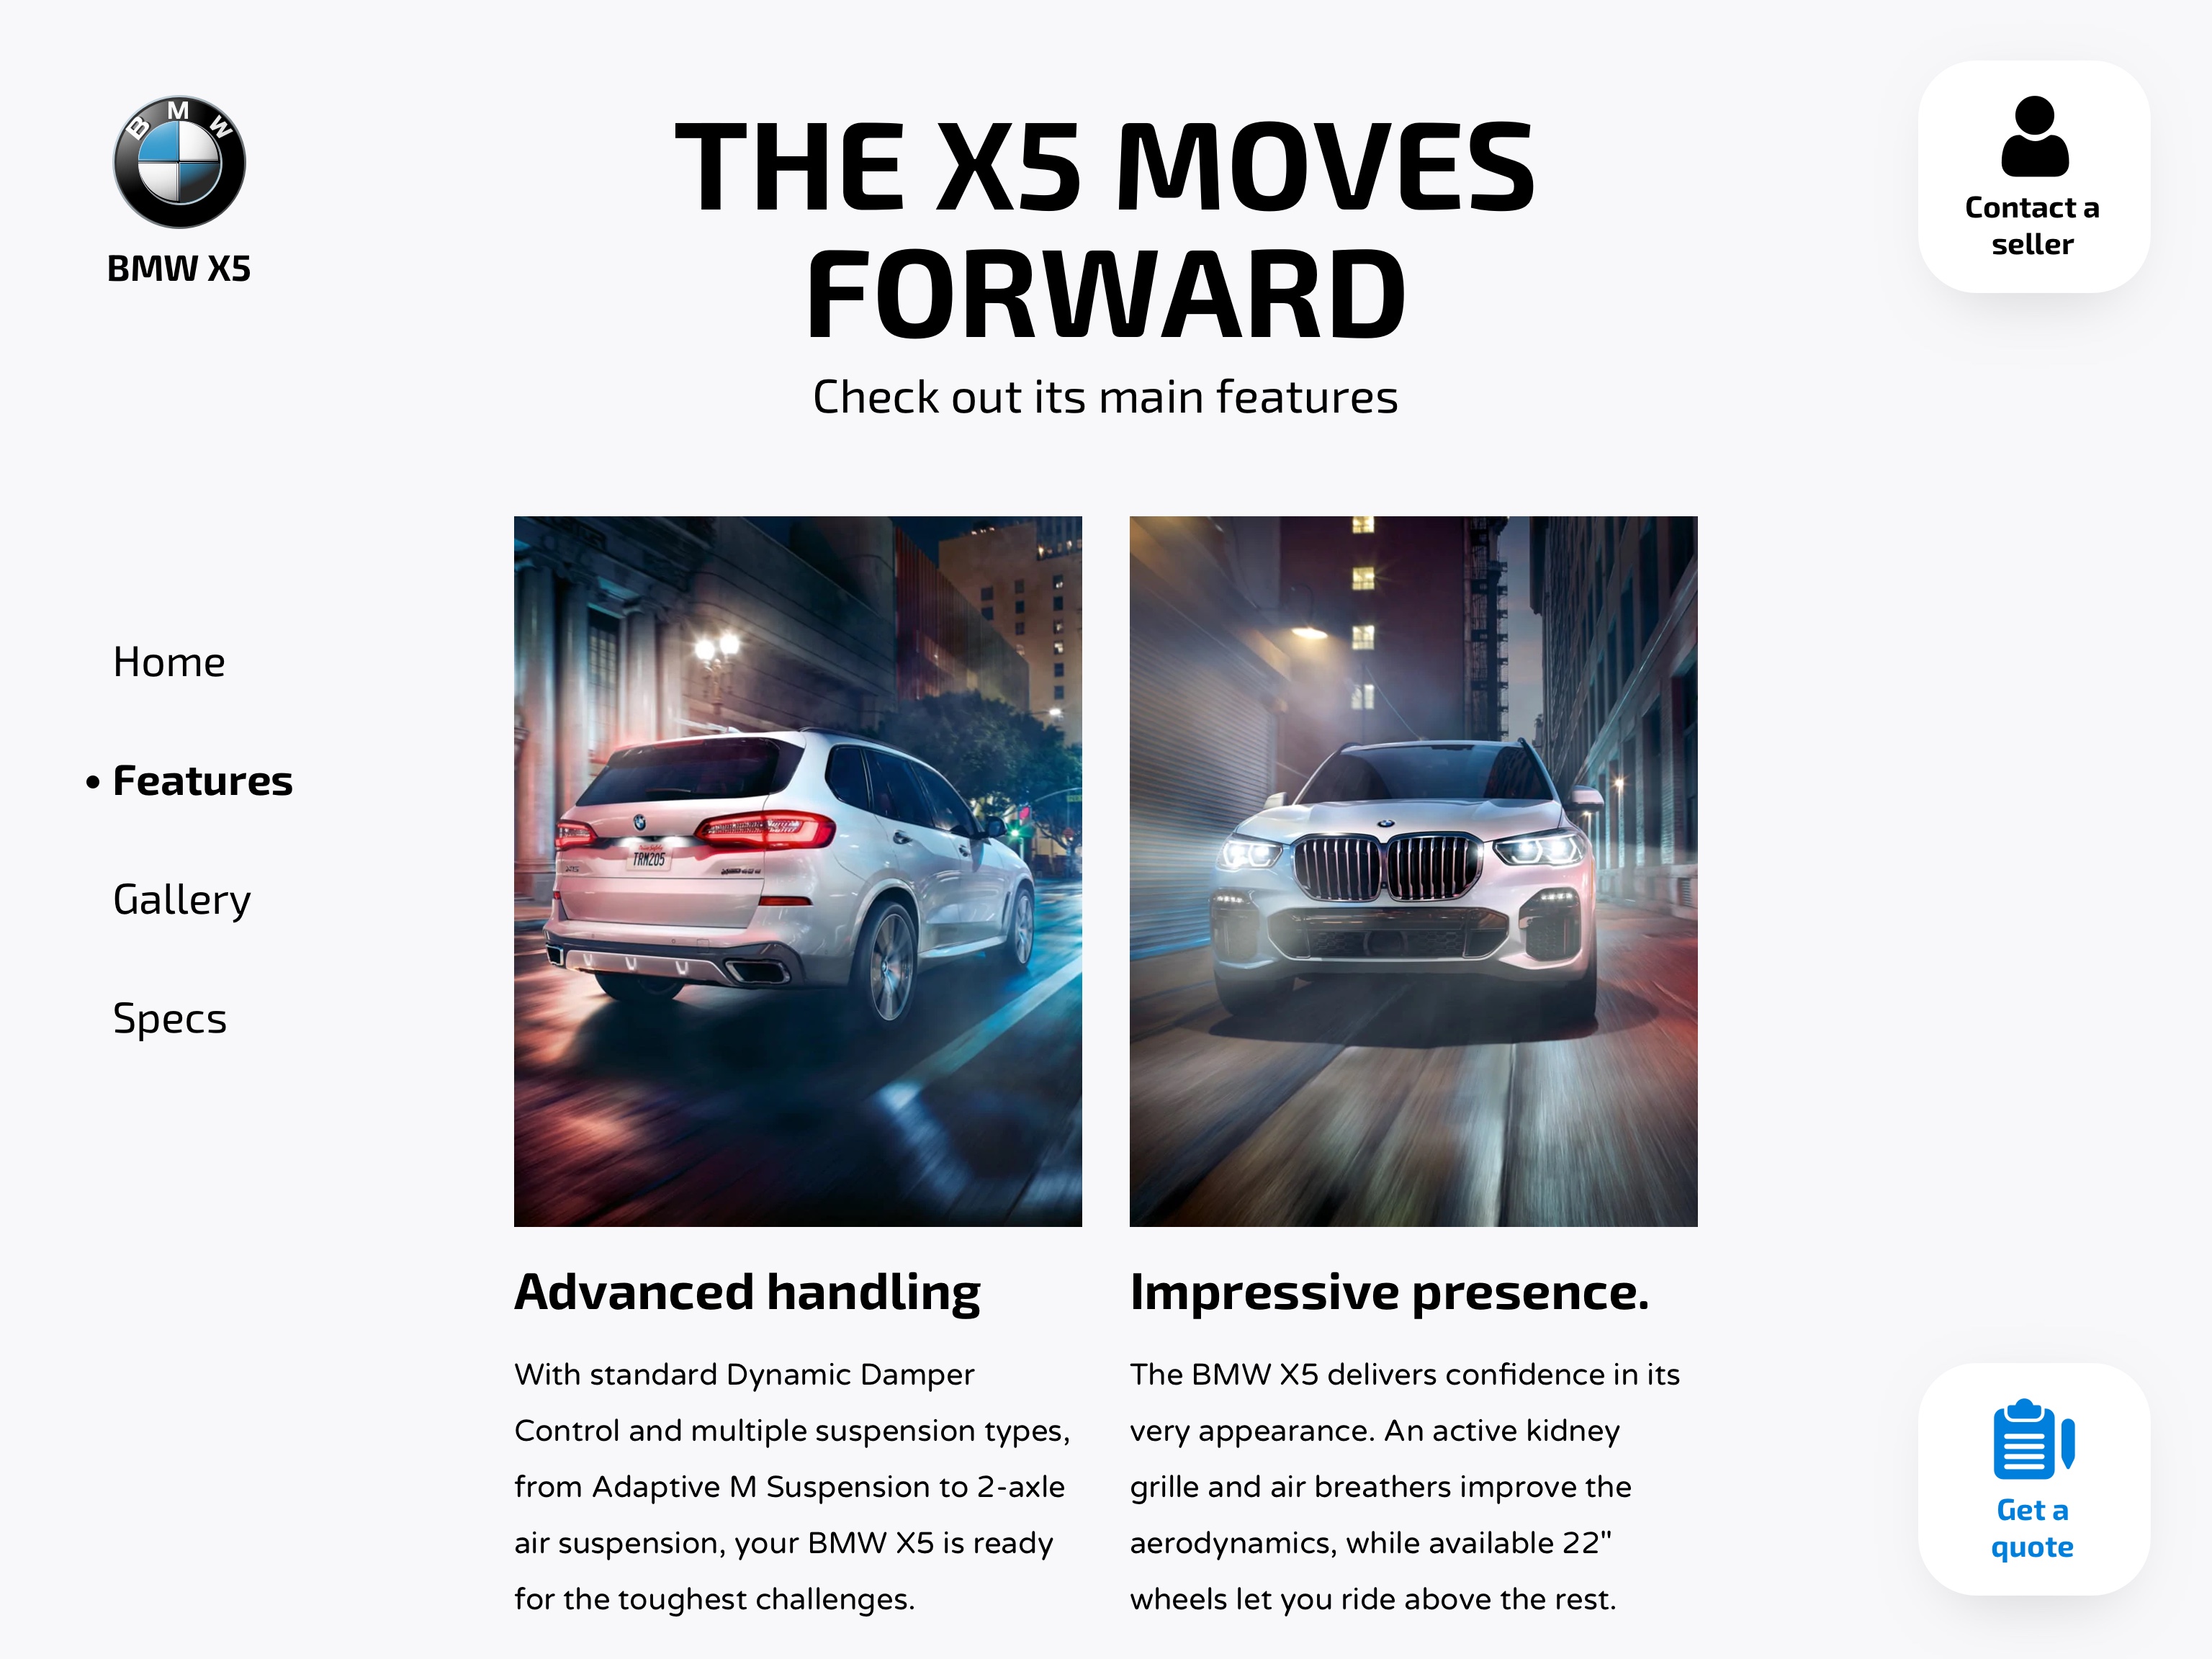 B M W
BMW X5
THE X5 MOVES
FORWARD
Check out its main features
Contact a
seller
Home
• Features
Gallery
Specs
TRM205
Advanced handling
With standard Dynamic Damper
Control and multiple suspension types,
from Adaptive M Suspension to 2-axle
air suspension, your BMW X5 is ready
for the toughest challenges.
Impressive presence.
The BMW X5 delivers confidence in its
very appearance. An active kidney
grille and air breathers improve the
aerodynamics, while available 22"
wheels let you ride above the rest.
Get a
quote